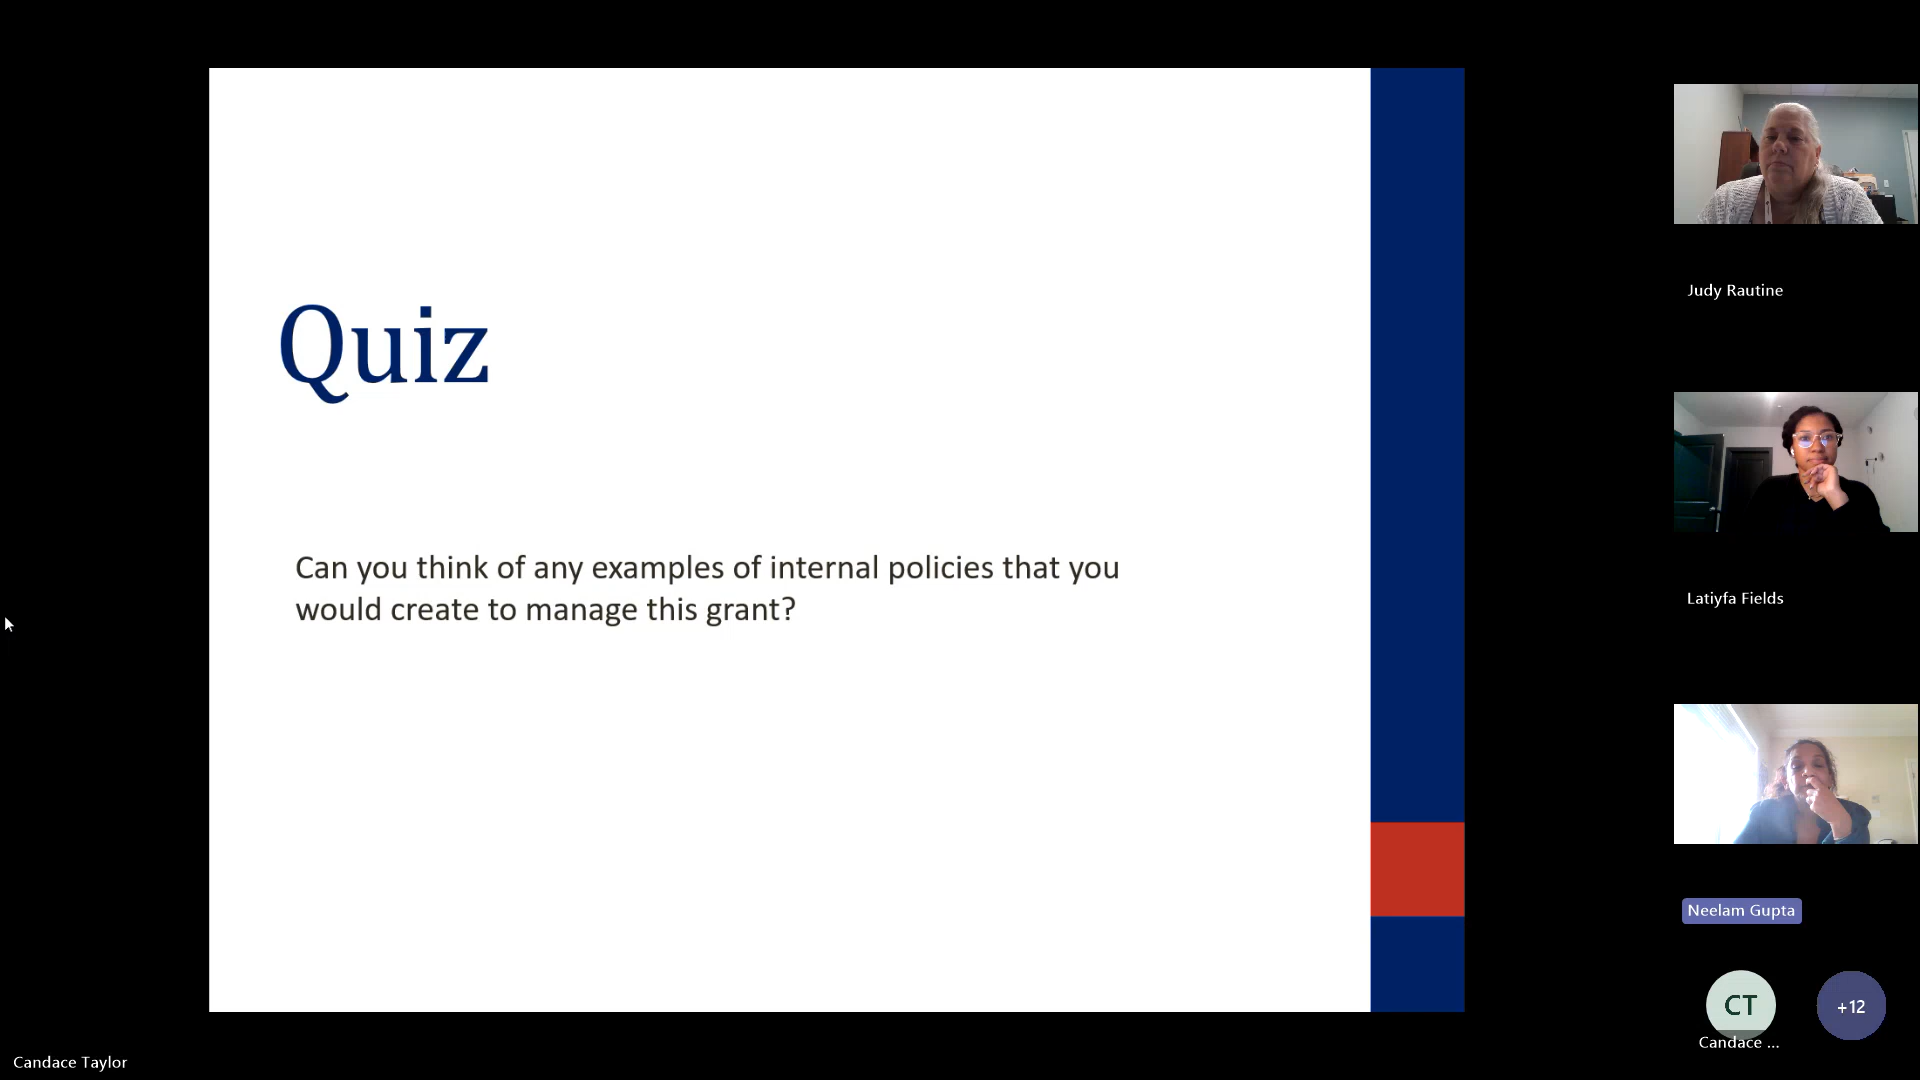 Quiz
Can you think of any examples of internal policies that you
would create to manage this grant?
Judy Rautine
Latiyfa Fields
Neelam Gupta
CT
+12
Candace ...
Candace Taylor